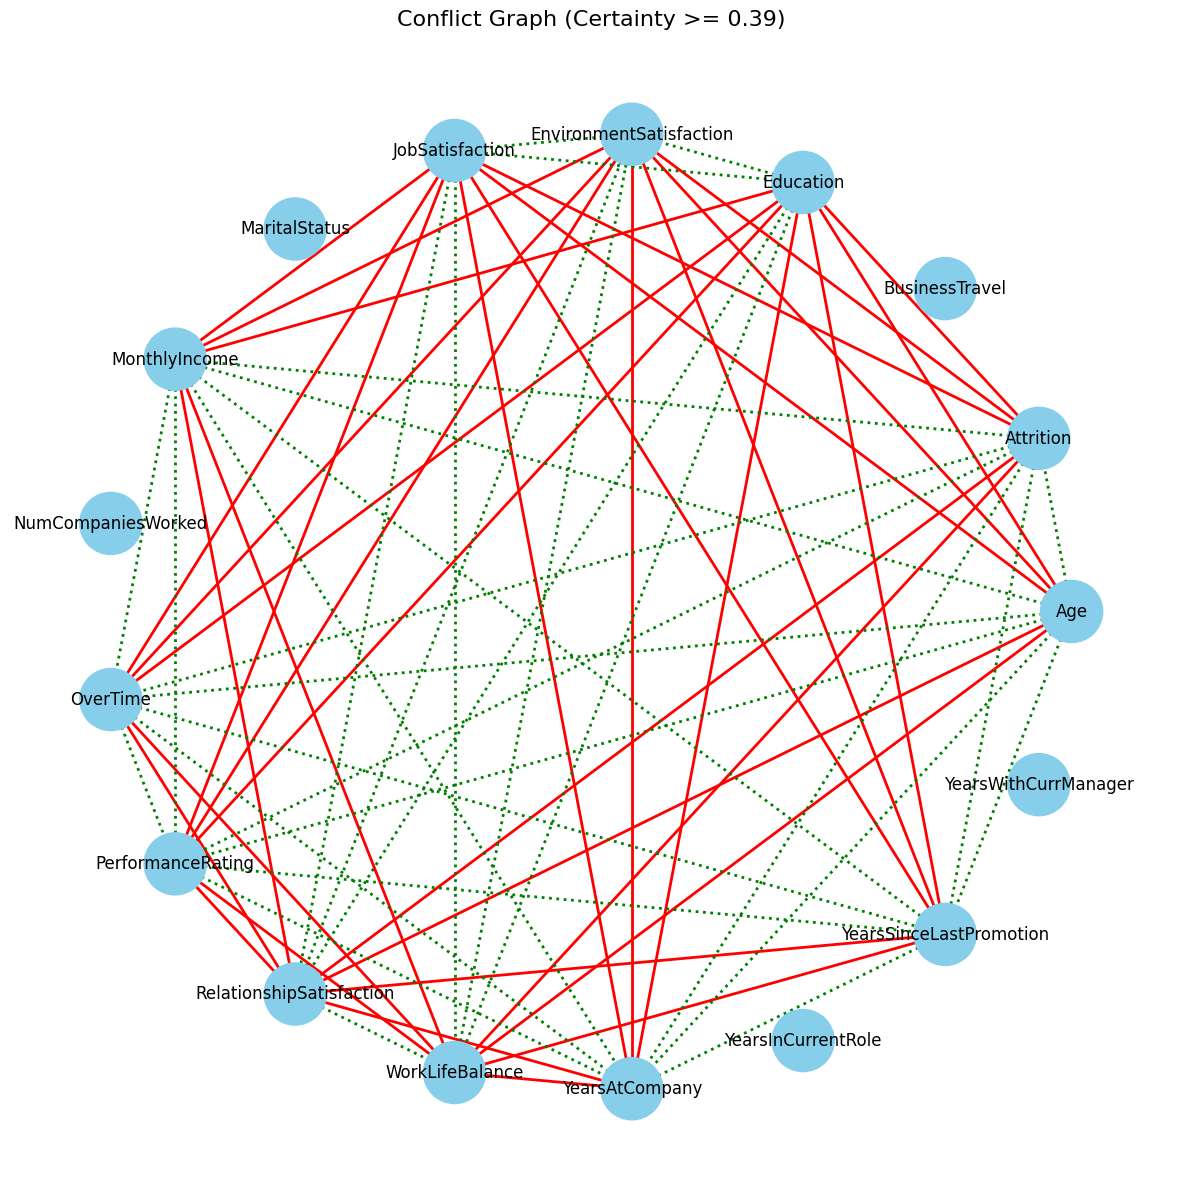 Conflict Graph (Certainty >= 0.39)
EnvironmentSatisfaction
JobSatisfaction
Education
MaritalStatus
BusinessTravel
MonthlyIncome
Attrition
NumCompaniesWorked
Age
OverTime
YearsWithCurrManager
PerformanceRating
YearsSinceLastPromotion
RelationshipSatisfaction
YearsInCurrentRole
WorkLifeBalance
YearsAtCompany